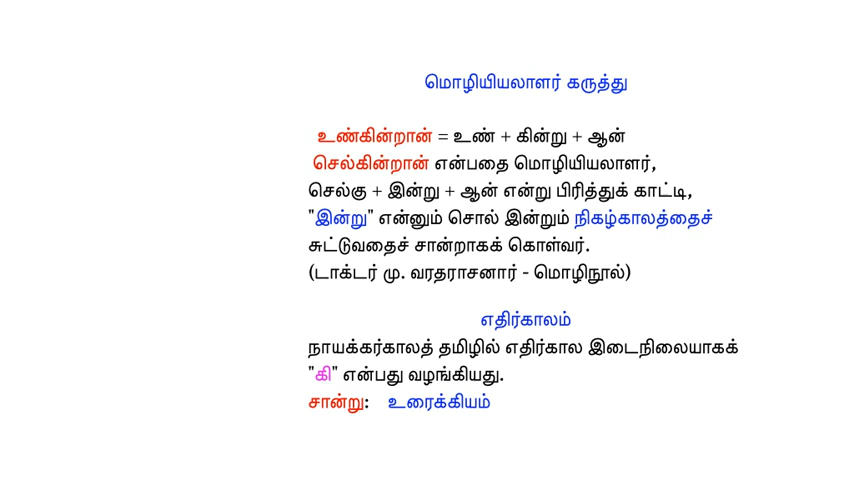 மொழியியலாளர் கருத்து
உண்கின்றான் = உண் + கின்று + ஆன்
செல்கின்றான் என்பதை மொழியியலாளர்,
செல்கு + இன்று + ஆன் என்று பிரித்துக் காட்டி,
"இன்று" என்னும் சொல் இன்றும் நிகழ்காலத்தைச்
சுட்டுவதைச் சான்றாகக் கொள்வர்.
(டாக்டர் மு. வரதராசனார் - மொழிநூல்)
எதிர்காலம்
நாயக்கர்காலத் தமிழில் எதிர்கால இடைநிலையாகக்
"கி" என்பது வழங்கியது.
சான்று: உரைக்கியம்